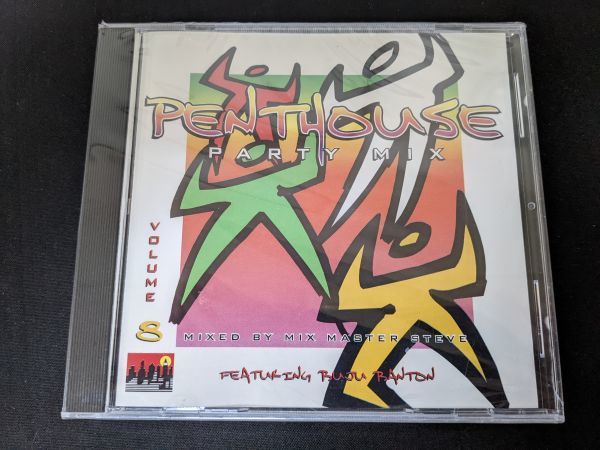 PENTHOUSE
PARTY MIX
VOLUME 8
MIXED BY MIX MASTER STEVE
FEATURING BUJU BANTON